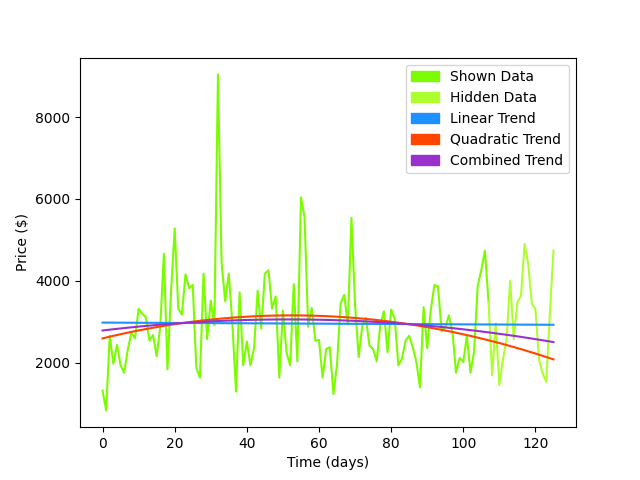 Shown Data
Hidden Data
Linear Trend
Quadratic Trend
Combined Trend
8000
6000
4000
2000
Price ($)
0 20 40 60 80 100 120
Time (days)